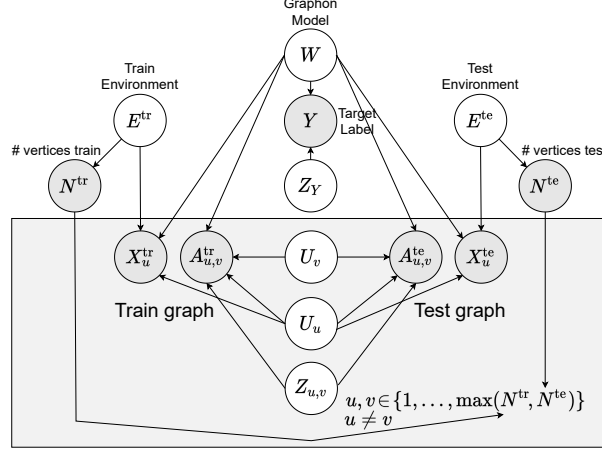 Graphon
Model
W
Train
Environment
Test
Environment
E^tr
Y
Target
Label
E^te
# vertices train
# vertices test
N^tr
Z_Y
N^te
X_u^tr
A_{u,v}^tr
U_v
A_{u,v}^te
X_u^te
Train graph
Test graph
U_u
Z_{u,v}
u, v ∈ {1, . . . , max(N^tr, N^te)}
u ≠ v